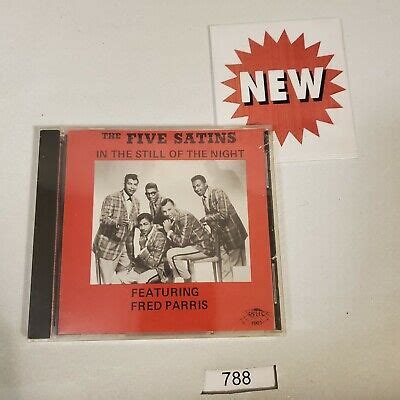 NEW
THE FIVE SATINS
IN THE STILL OF THE NIGHT
FEATURING
FRED PARRIS
788